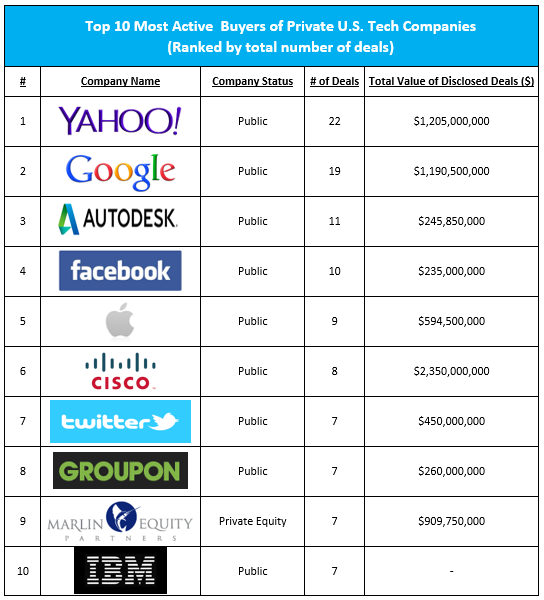 Top 10 Most Active Buyers of Private U.S. Tech Companies
(Ranked by total number of deals)
# Company Name Company Status # of Deals Total Value of Disclosed Deals ($)
1 YAHOO! Public 22 $1,205,000,000
2 Google Public 19 $1,190,500,000
3 AUTODESK. Public 11 $245,850,000
4 facebook Public 10 $235,000,000
5 Public 9 $594,500,000
6 CISCO Public 8 $2,350,000,000
7 twitter Public 7 $450,000,000
8 GROUPON Public 7 $260,000,000
9 MARLIN EQUITY PARTNERS Private Equity 7 $909,750,000
10 IBM Public 7 -